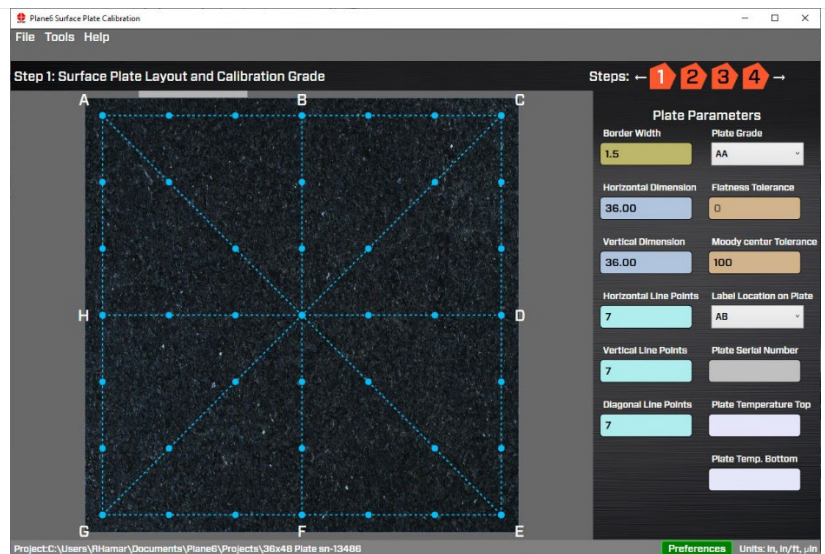 Plane6 Surface Plate Calibration
File Tools Help
Step 1: Surface Plate Layout and Calibration Grade
Steps: ← 1 2 3 4 →
A B C
H D
G F E
Plate Parameters
Border Width Plate Grade
1.5 AA
Horizontal Dimension Flatness Tolerance
36.00 0
Vertical Dimension Moody center Tolerance
36.00 100
Horizontal Line Points Label Location on Plate
7 AB
Vertical Line Points Plate Serial Number
7
Diagonal Line Points Plate Temperature Top
7
Plate Temp. Bottom
Project:C:\Users\RHamar\Documents\Plane6\Projects\36x48 Plate sn-13486
Preferences Units: in, in/ft, µin